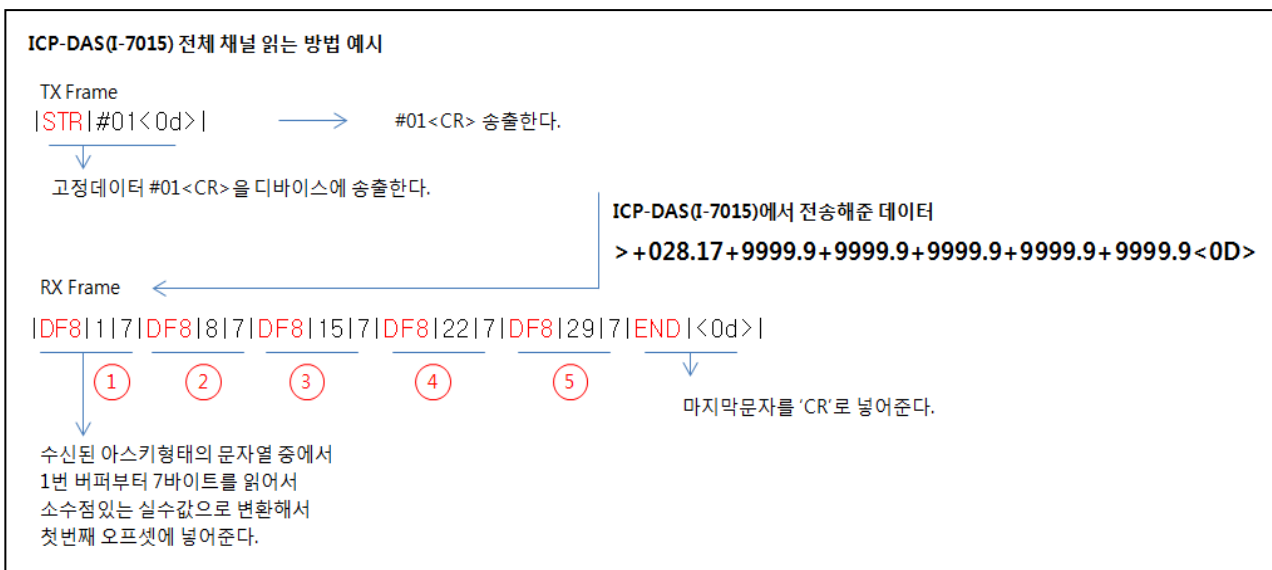 ICP-DAS(I-7015) 전체 채널 읽는 방법 예시
TX Frame
|STR|#01<0d>|
#01<CR> 송출한다.
고정데이터 #01<CR>을 디바이스에 송출한다.
ICP-DAS(I-7015)에서 전송해준 데이터
>+028.17+9999.9+9999.9+9999.9+9999.9+9999.9<0D>
RX Frame
|DF8|1|7|DF8|8|7|DF8|15|7|DF8|22|7|DF8|29|7|END|<0d>|
1 2 3 4 5
마지막문자를 'CR'로 넣어준다.
수신된 아스키형태의 문자열 중에서
1번 버퍼부터 7바이트를 읽어서
소수점있는 실수값으로 변환해서
첫번째 오프셋에 넣어준다.